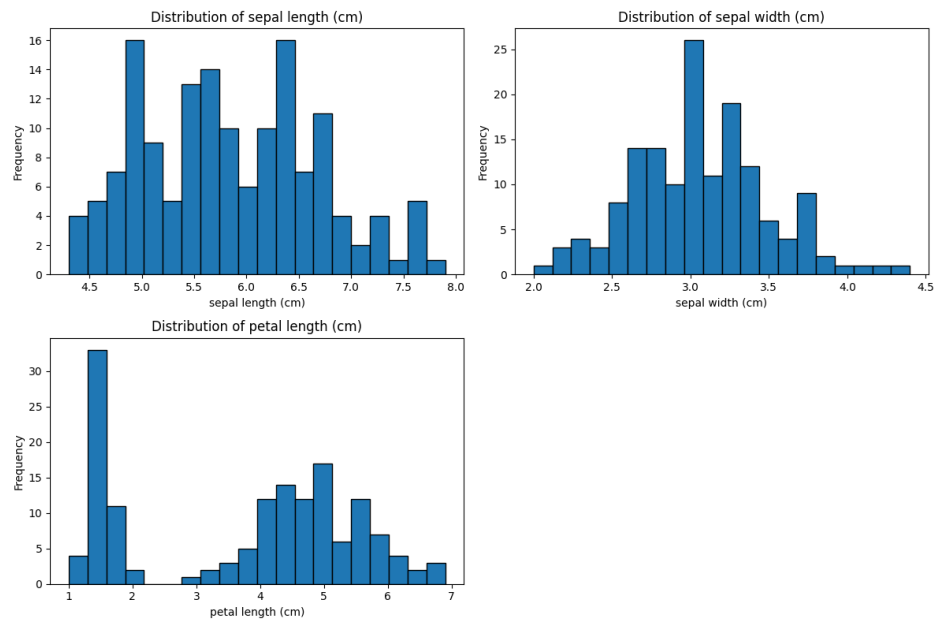 Distribution of sepal length (cm)
16
14
12
10
8
6
4
2
0
Frequency
4.5 5.0 5.5 6.0 6.5 7.0 7.5 8.0
sepal length (cm)
Distribution of sepal width (cm)
25
20
15
10
5
0
Frequency
2.0 2.5 3.0 3.5 4.0 4.5
sepal width (cm)
Distribution of petal length (cm)
30
25
20
15
10
5
0
Frequency
1 2 3 4 5 6 7
petal length (cm)